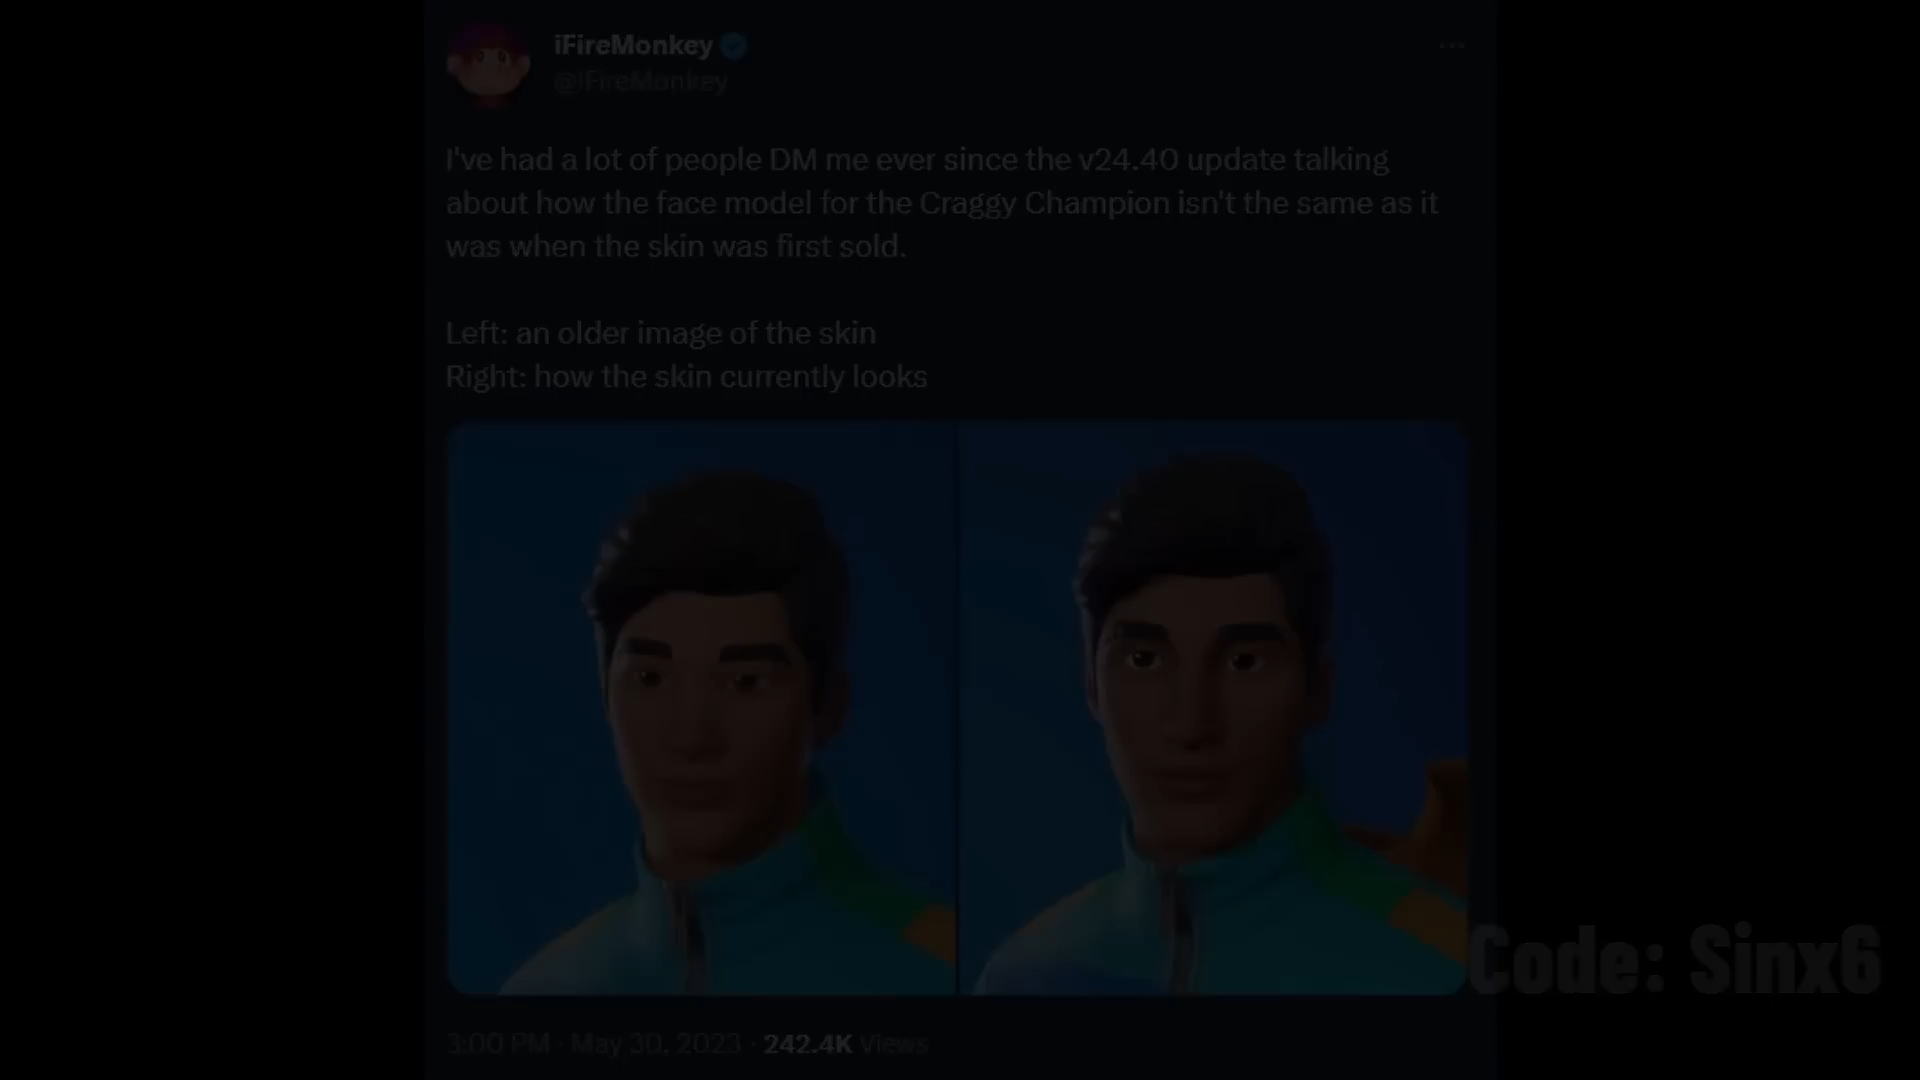 iFireMonkey
@iFireMonkey
I've had a lot of people DM me ever since the v24.40 update talking
about how the face model for the Craggy Champion isn't the same as it
was when the skin was first sold.
Left: an older image of the skin
Right: how the skin currently looks
Code: Sinx6
3:00 PM · May 30, 2023 · 242.4K Views